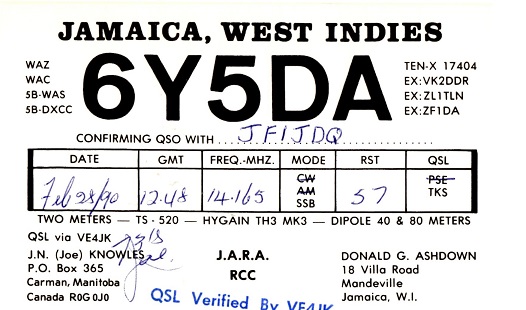 JAMAICA, WEST INDIES
WAZ
WAC
5B-WAS
5B-DXCC
6Y5DA
TEN-X 17404
EX:VK2DDR
EX:ZL1TLN
EX:ZF1DA
CONFIRMING QSO WITH JF1JDQ
DATE GMT FREQ.-MHZ. MODE RST QSL
Feb 28/90 12:48 14.165 CW AM SSB 57 PSE TKS
TWO METERS — TS - 520 — HYGAIN TH3 MK3 — DIPOLE 40 & 80 METERS
QSL via VE4JK 73's
J.N. (Joe) KNOWLES Joe
P.O. Box 365
Carman, Manitoba
Canada R0G 0J0
J.A.R.A.
RCC
QSL Verified By VE4JK
DONALD G. ASHDOWN
18 Villa Road
Mandeville
Jamaica, W.I.